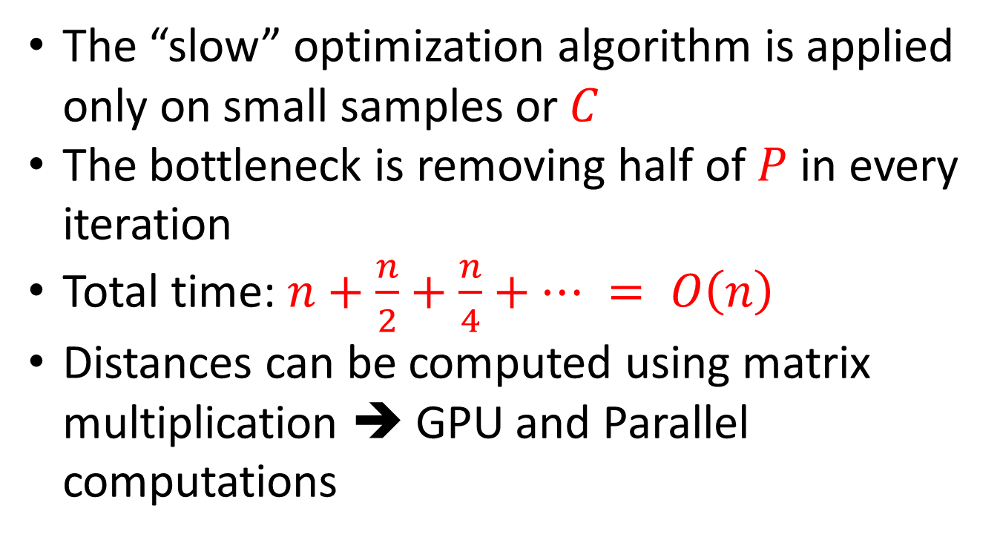 • The “slow” optimization algorithm is applied
only on small samples or C
• The bottleneck is removing half of P in every
iteration
• Total time: n + n/2 + n/4 + ⋯ = O(n)
• Distances can be computed using matrix
multiplication ➔ GPU and Parallel
computations